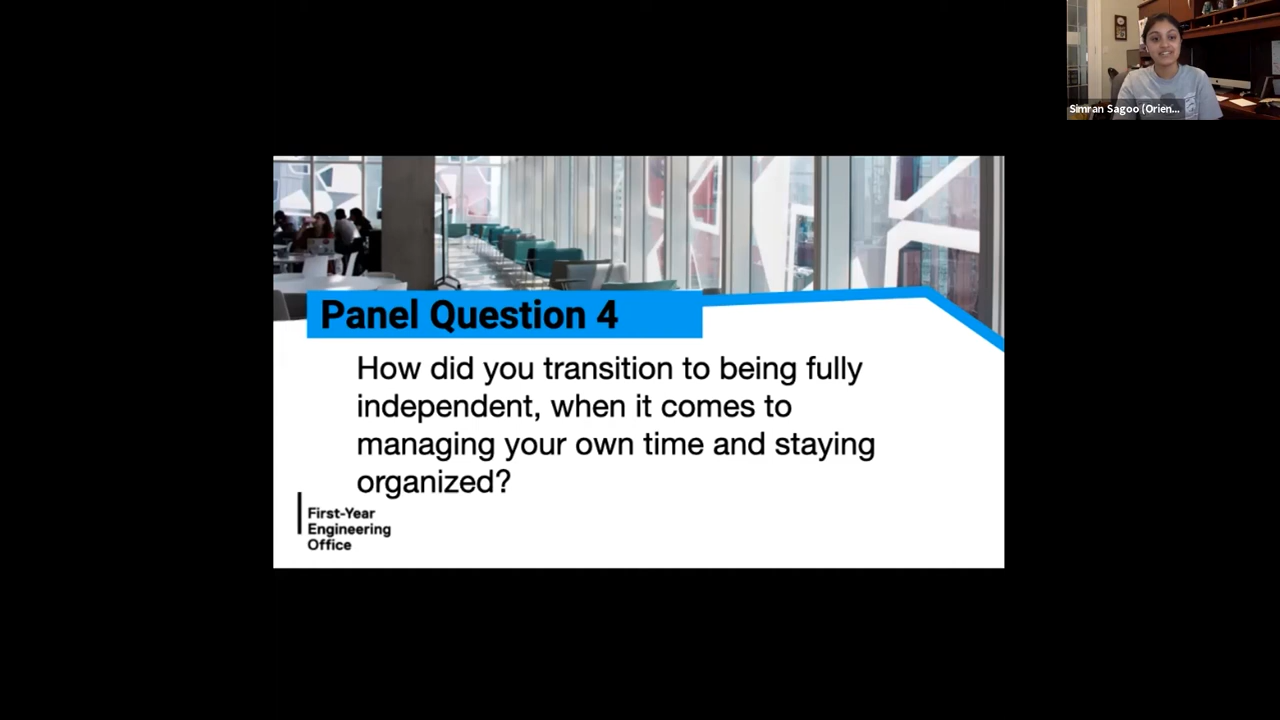 Simran Sagoo (Orien...
Panel Question 4
How did you transition to being fully
independent, when it comes to
managing your own time and staying
organized?
First-Year
Engineering
Office